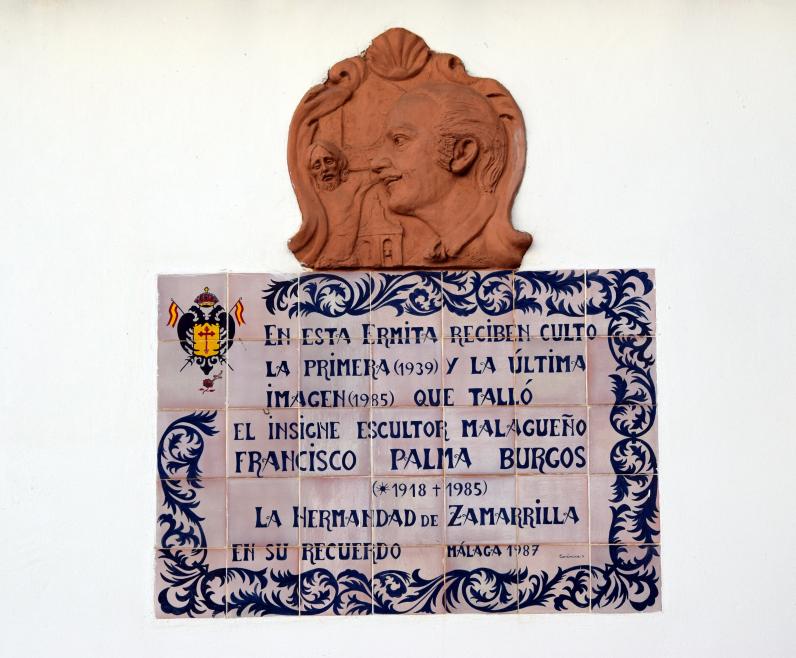 EN ESTA ERMITA RECIBEN CULTO
LA PRIMERA (1939) Y LA ÚLTIMA
IMAGEN (1985) QUE TALLÓ
EL INSIGNE ESCULTOR MALAGUEÑO
FRANCISCO PALMA BURGOS
(*1918 + 1985)
LA HERMANDAD DE ZAMARRILLA
EN SU RECUERDO MÁLAGA 1987